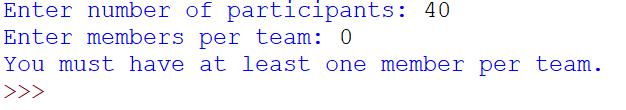 Enter number of participants: 40
Enter members per team: 0
You must have at least one member per team.
>>>